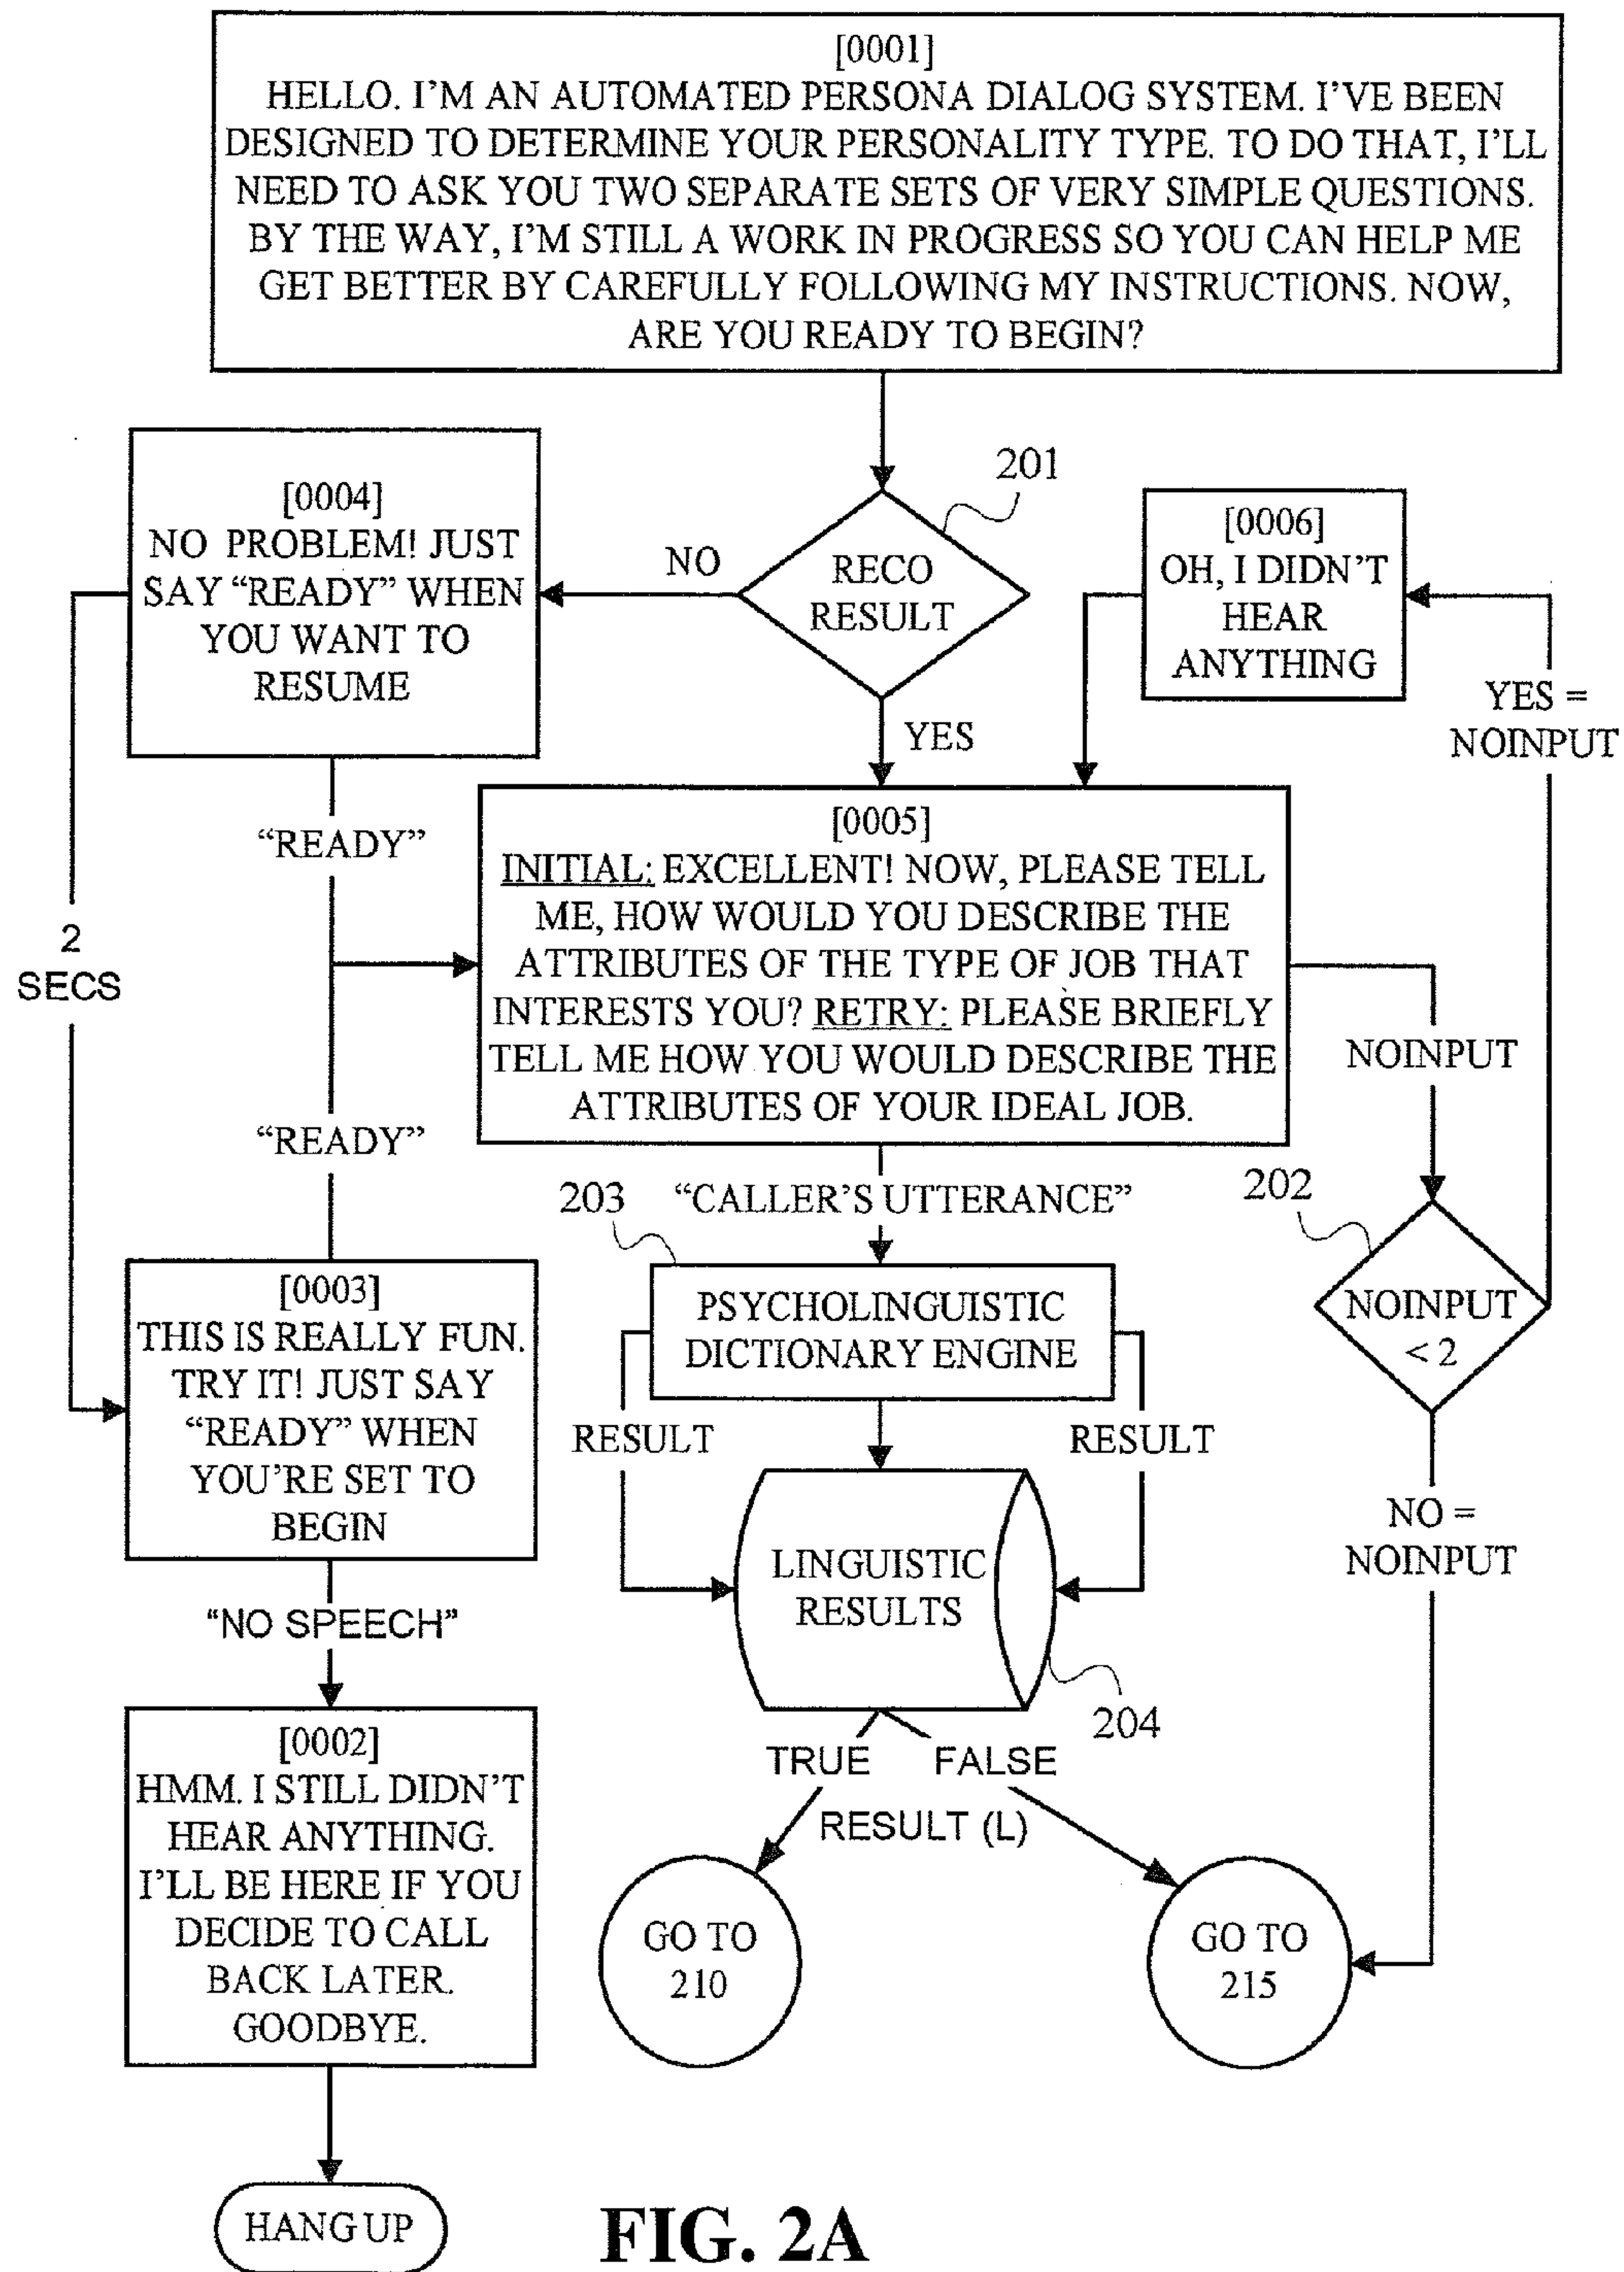 [0001]
HELLO. I'M AN AUTOMATED PERSONA DIALOG SYSTEM. I'VE BEEN
DESIGNED TO DETERMINE YOUR PERSONALITY TYPE. TO DO THAT, I'LL
NEED TO ASK YOU TWO SEPARATE SETS OF VERY SIMPLE QUESTIONS.
BY THE WAY, I'M STILL A WORK IN PROGRESS SO YOU CAN HELP ME
GET BETTER BY CAREFULLY FOLLOWING MY INSTRUCTIONS. NOW,
ARE YOU READY TO BEGIN?
201
RECO
RESULT
NO
YES
[0004]
NO PROBLEM! JUST
SAY “READY” WHEN
YOU WANT TO
RESUME
[0006]
OH, I DIDN'T
HEAR
ANYTHING
YES =
NOINPUT
“READY”
2
SECS
[0005]
INITIAL: EXCELLENT! NOW, PLEASE TELL
ME, HOW WOULD YOU DESCRIBE THE
ATTRIBUTES OF THE TYPE OF JOB THAT
INTERESTS YOU? RETRY: PLEASE BRIEFLY
TELL ME HOW YOU WOULD DESCRIBE THE
ATTRIBUTES OF YOUR IDEAL JOB.
NOINPUT
“READY”
203
“CALLER'S UTTERANCE”
202
NOINPUT
< 2
[0003]
THIS IS REALLY FUN.
TRY IT! JUST SAY
“READY” WHEN
YOU'RE SET TO
BEGIN
PSYCHOLINGUISTIC
DICTIONARY ENGINE
RESULT
RESULT
NO =
NOINPUT
LINGUISTIC
RESULTS
204
“NO SPEECH”
[0002]
HMM. I STILL DIDN'T
HEAR ANYTHING.
I'LL BE HERE IF YOU
DECIDE TO CALL
BACK LATER.
GOODBYE.
TRUE
FALSE
RESULT (L)
GO TO
210
GO TO
215
HANG UP
FIG. 2A